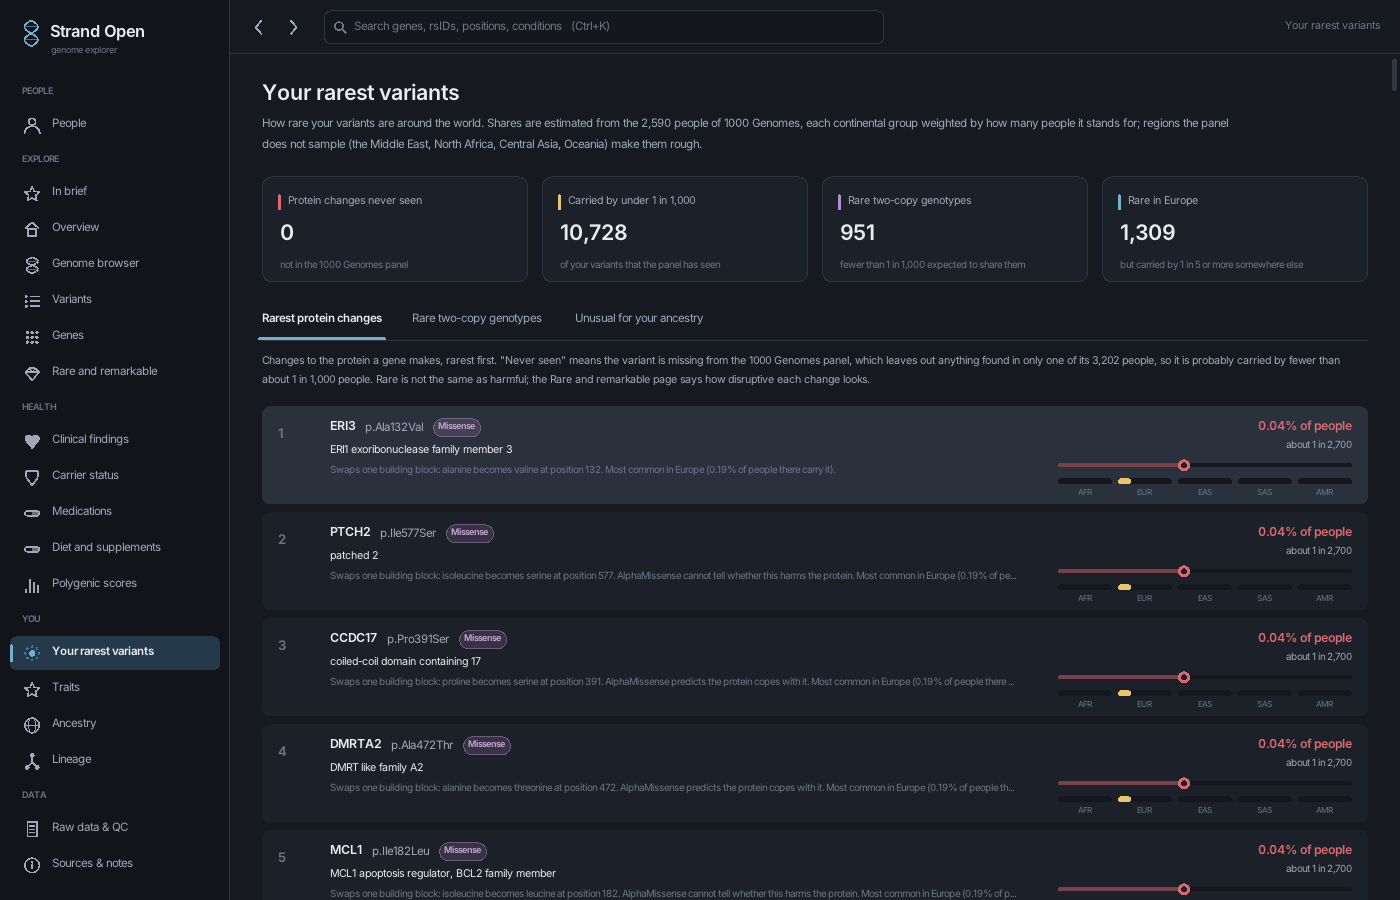 Strand Open
genome explorer
PEOPLE
People
EXPLORE
In brief
Overview
Genome browser
Variants
Genes
Rare and remarkable
HEALTH
Clinical findings
Carrier status
Medications
Diet and supplements
Polygenic scores
YOU
Your rarest variants
Traits
Ancestry
Lineage
DATA
Raw data & QC
Sources & notes
Search genes, rsIDs, positions, conditions (Ctrl+K)
Your rarest variants
Your rarest variants
How rare your variants are around the world. Shares are estimated from the 2,590 people of 1000 Genomes, each continental group weighted by how many people it stands for; regions the panel
does not sample (the Middle East, North Africa, Central Asia, Oceania) make them rough.
Protein changes never seen
0
not in the 1000 Genomes panel
Carried by under 1 in 1,000
10,728
of your variants that the panel has seen
Rare two-copy genotypes
951
fewer than 1 in 1,000 expected to share them
Rare in Europe
1,309
but carried by 1 in 5 or more somewhere else
Rarest protein changes
Rare two-copy genotypes
Unusual for your ancestry
Changes to the protein a gene makes, rarest first. "Never seen" means the variant is missing from the 1000 Genomes panel, which leaves out anything found in only one of its 3,202 people, so it is probably carried by fewer than
about 1 in 1,000 people. Rare is not the same as harmful; the Rare and remarkable page says how disruptive each change looks.
1
ERI3 p.Ala132Val Missense
ERI1 exoribonuclease family member 3
Swaps one building block: alanine becomes valine at position 132. Most common in Europe (0.19% of people there carry it).
0.04% of people
about 1 in 2,700
AFR EUR EAS SAS AMR
2
PTCH2 p.Ile577Ser Missense
patched 2
Swaps one building block: isoleucine becomes serine at position 577. AlphaMissense cannot tell whether this harms the protein. Most common in Europe (0.19% of pe...
0.04% of people
about 1 in 2,700
AFR EUR EAS SAS AMR
3
CCDC17 p.Pro391Ser Missense
coiled-coil domain containing 17
Swaps one building block: proline becomes serine at position 391. AlphaMissense predicts the protein copes with it. Most common in Europe (0.19% of people there ...
0.04% of people
about 1 in 2,700
AFR EUR EAS SAS AMR
4
DMRTA2 p.Ala472Thr Missense
DMRT like family A2
Swaps one building block: alanine becomes threonine at position 472. AlphaMissense predicts the protein copes with it. Most common in Europe (0.19% of people th...
0.04% of people
about 1 in 2,700
AFR EUR EAS SAS AMR
5
MCL1 p.Ile182Leu Missense
MCL1 apoptosis regulator, BCL2 family member
Swaps one building block: isoleucine becomes leucine at position 182. AlphaMissense cannot tell whether this harms the protein. Most common in Europe (0.19% of p...
0.04% of people
about 1 in 2,700